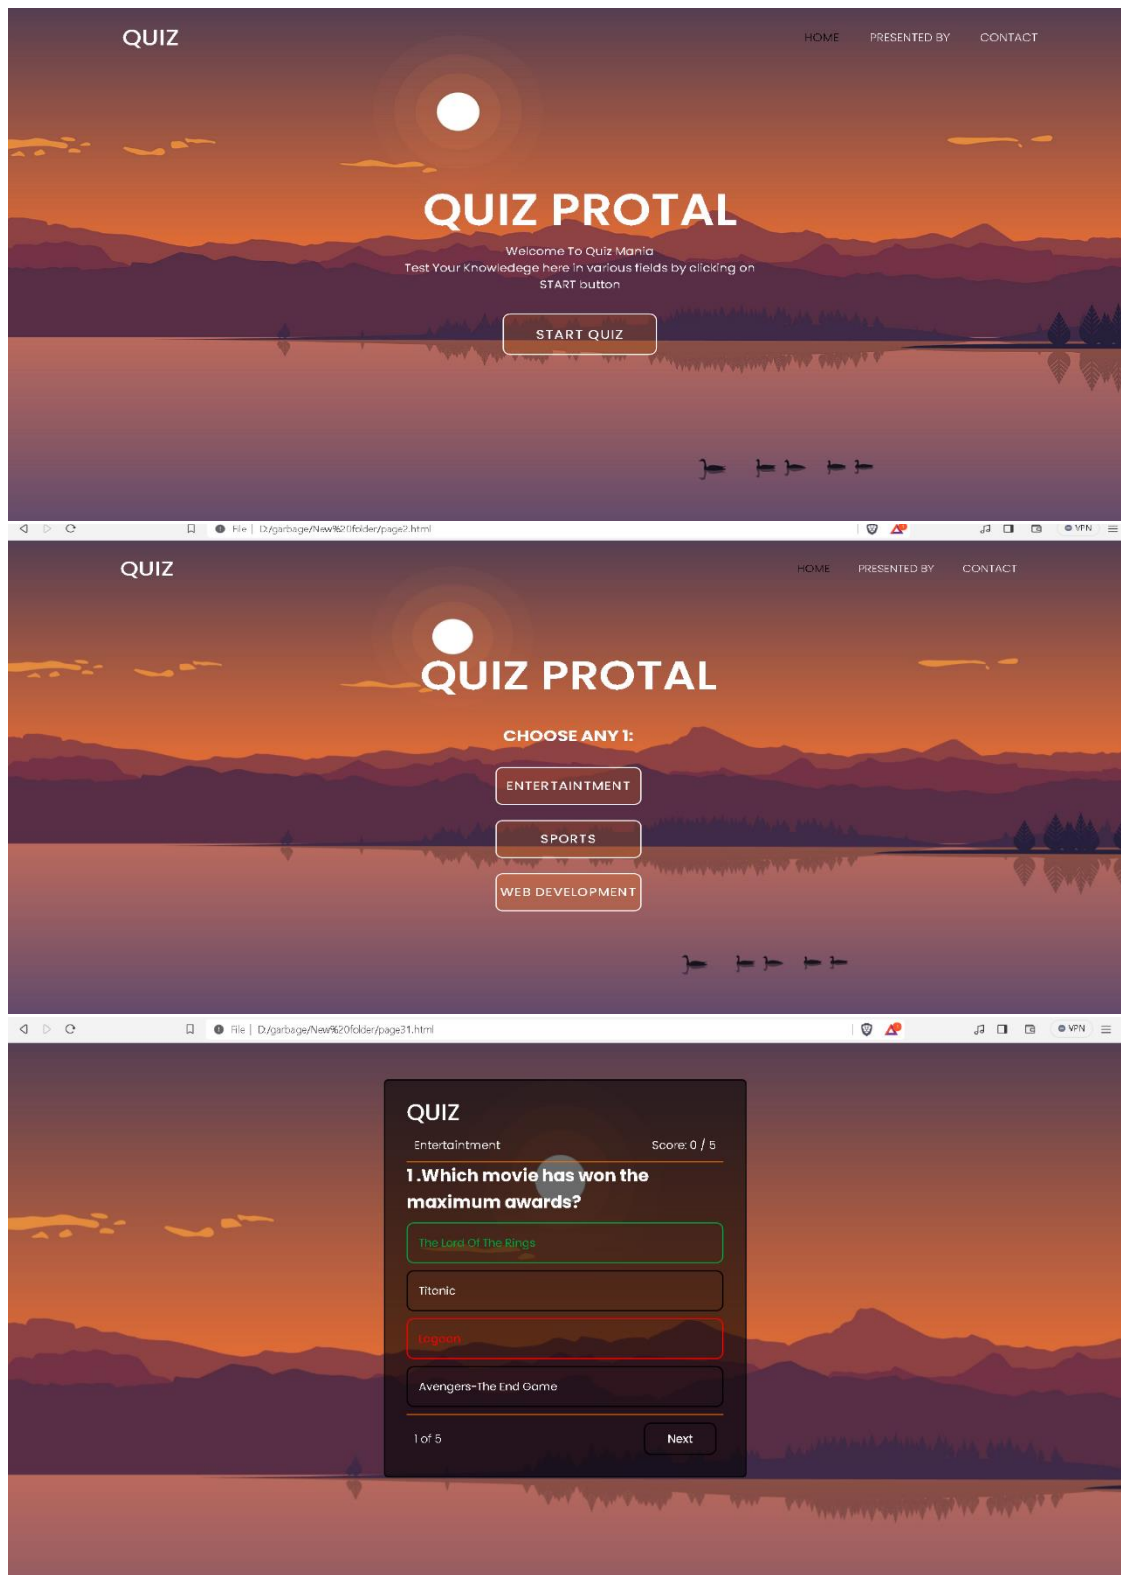 QUIZ
HOME PRESENTED BY CONTACT
QUIZ PROTAL
Welcome To Quiz Mania
Test Your Knowledege here in various fields by clicking on
START button
START QUIZ
File | D:/garbage/New%20folder/page2.html
VPN
QUIZ
HOME PRESENTED BY CONTACT
QUIZ PROTAL
CHOOSE ANY 1:
ENTERTAINTMENT
SPORTS
WEB DEVELOPMENT
File | D:/garbage/New%20folder/page31.html
VPN
QUIZ
Entertaintment Score: 0 / 5
1 .Which movie has won the
maximum awards?
The Lord Of The Rings
Titanic
Lagaan
Avengers-The End Game
1 of 5 Next